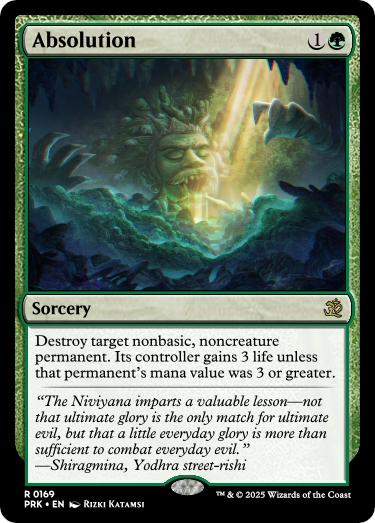 Absolution
1
Sorcery
Destroy target nonbasic, noncreature
permanent. Its controller gains 3 life unless
that permanent's mana value was 3 or greater.
“The Niviyana imparts a valuable lesson—not
that ultimate glory is the only match for ultimate
evil, but that a little everyday glory is more than
sufficient to combat everyday evil.”
—Shiragmina, Yodhra street-rishi
R 0169
PRK • EN Rizki Katamsi
™ & © 2025 Wizards of the Coast